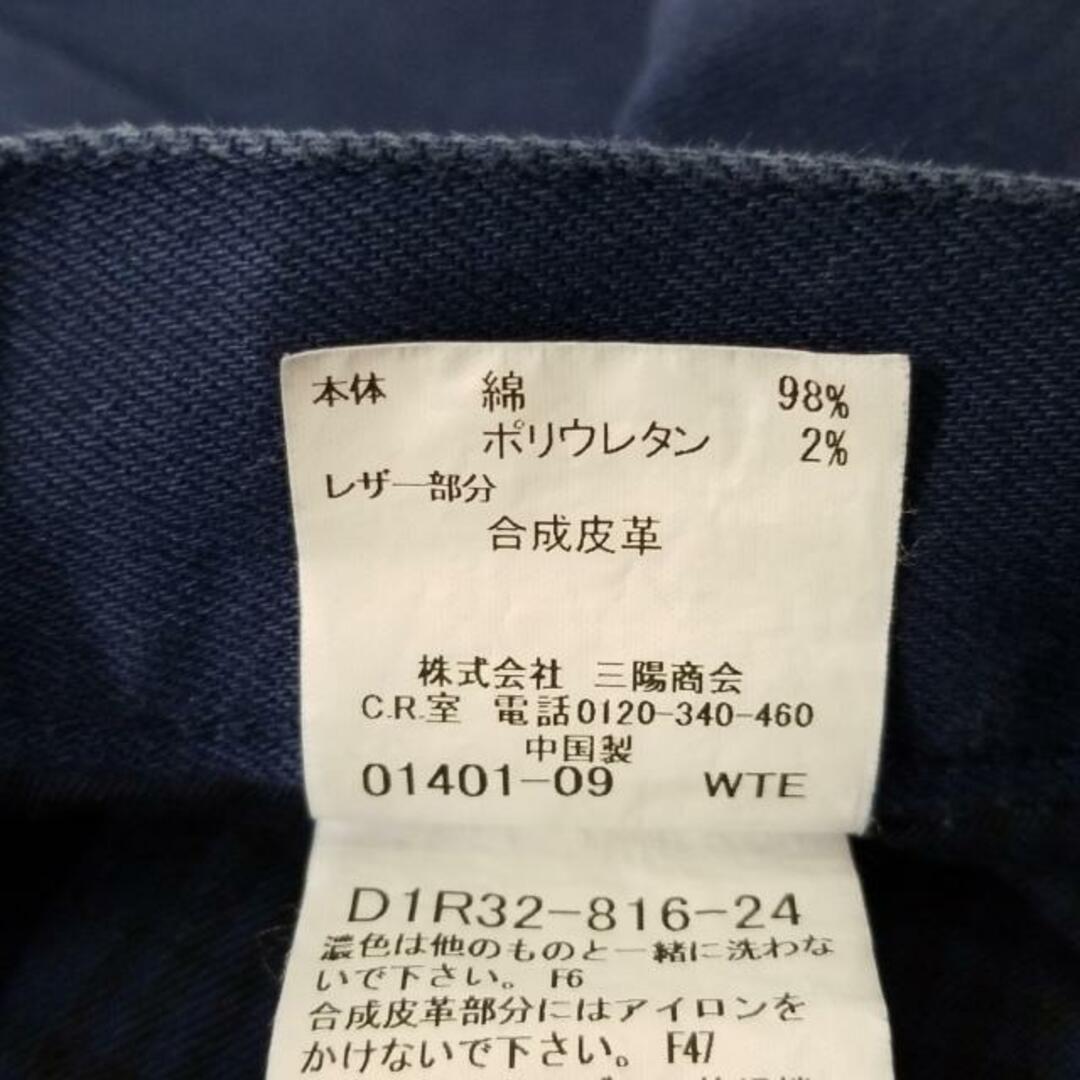 本体 綿 98%
ポリウレタン 2%
レザー部分
合成皮革
株式会社 三陽商会
C.R.室 電話0120-340-460
中国製
01401-09 WTE
D1R32-816-24
濃色は他のものと一緒に洗わな
いで下さい。 F6
合成皮革部分にはアイロンを
かけないで下さい。 F47